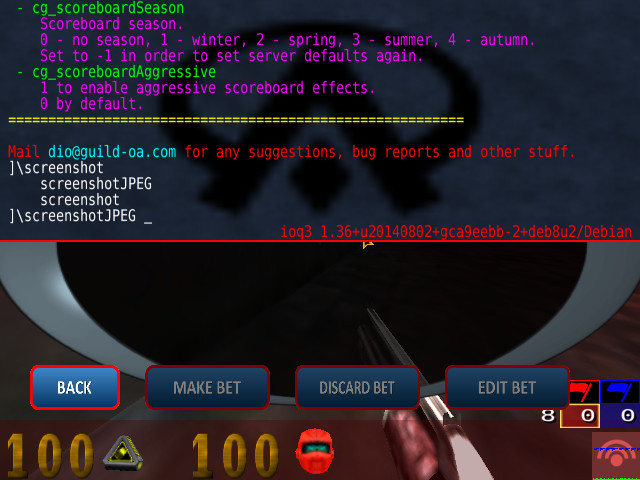 - cg_scoreboardSeason
Scoreboard season.
0 - no season, 1 - winter, 2 - spring, 3 - summer, 4 - autumn.
Set to -1 in order to set server defaults again.
- cg_scoreboardAggressive
1 to enable aggressive scoreboard effects.
0 by default.
=========================================================
Mail dio@guild-oa.com for any suggestions, bug reports and other stuff.
]\screenshot
screenshotJPEG
screenshot
]\screenshotJPEG _
ioq3 1.36+u20140802+gca9eebb-2+deb8u2/Debian
BACK MAKE BET DISCARD BET EDIT BET
8 0 0
100 100